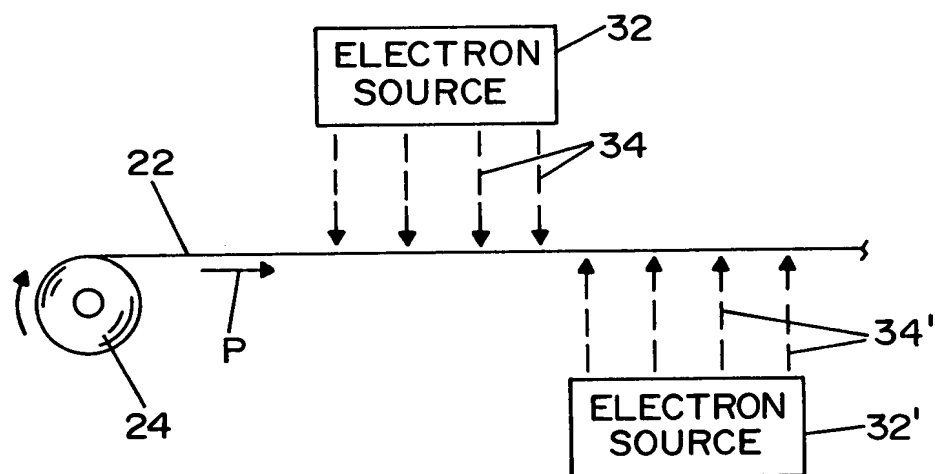 32
ELECTRON
SOURCE
34
22
P
24
34'
ELECTRON
SOURCE
32'